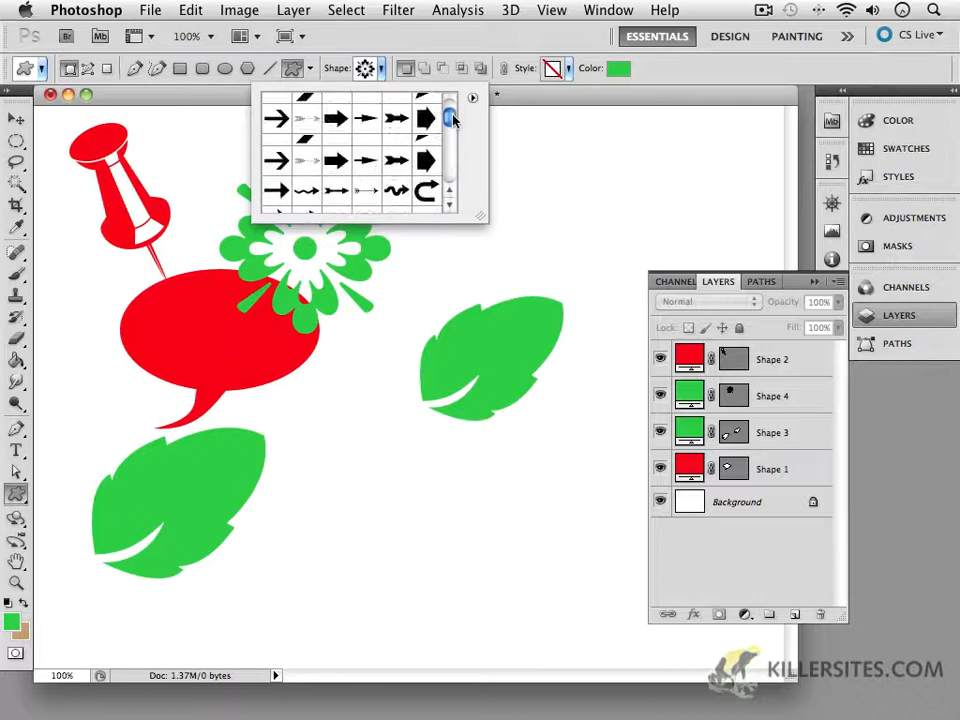 Photoshop File Edit Image Layer Select Filter Analysis 3D View Window Help
Ps Br Mb 100% ESSENTIALS DESIGN PAINTING CS Live
Shape: Style: Color:
COLOR
SWATCHES
STYLES
ADJUSTMENTS
MASKS
CHANNELS
LAYERS
PATHS
CHANNEL LAYERS PATHS
Normal Opacity: 100%
Lock: Fill: 100%
Shape 2
Shape 4
Shape 3
Shape 1
Background
fx
100% Doc: 1.37M/0 bytes
KILLERSITES.COM